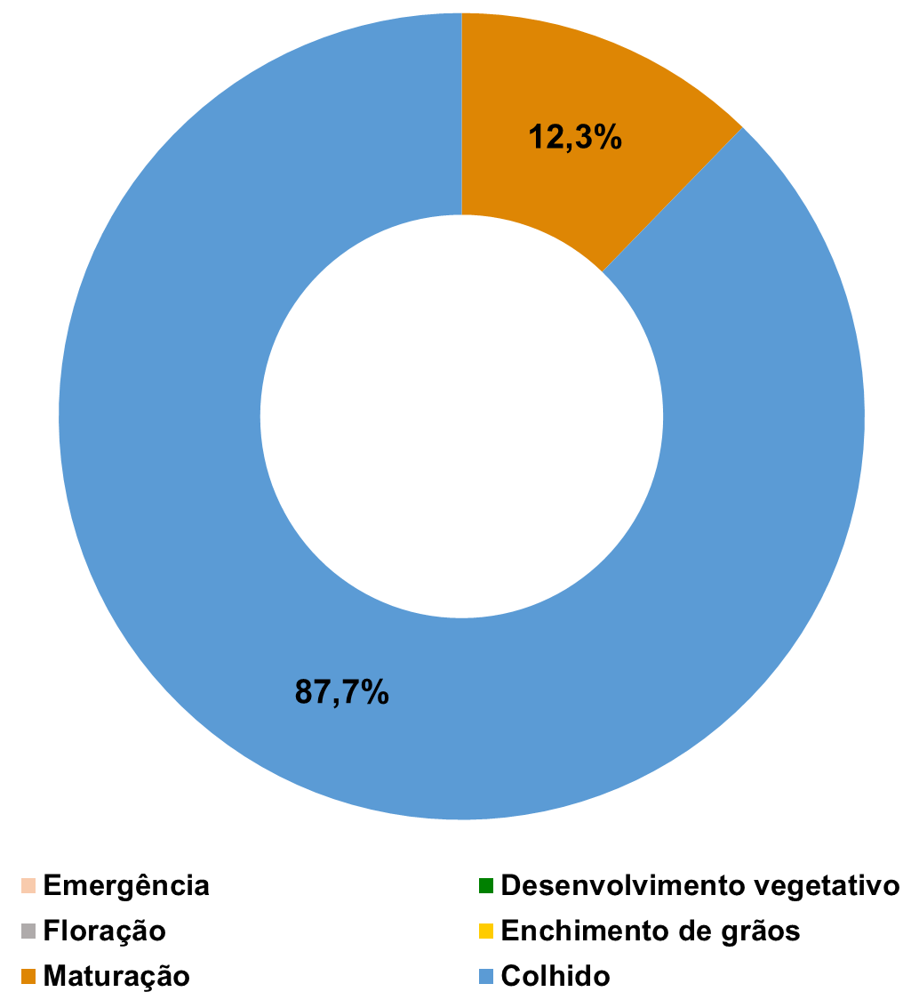 12,3%
87,7%
Emergência
Desenvolvimento vegetativo
Floração
Enchimento de grãos
Maturação
Colhido